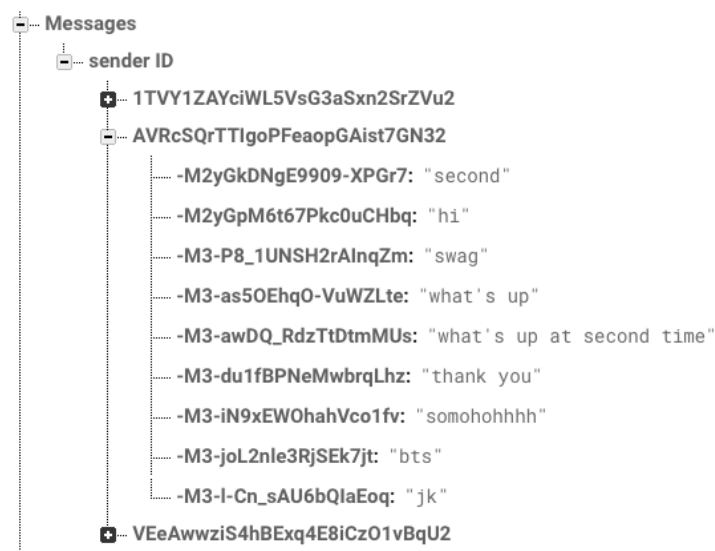 Messages
sender ID
1TVY1ZAYciWL5VsG3aSxn2SrZVu2
AVRcSQrTTIgoPFeaopGAist7GN32
-M2yGkDNgE9909-XPGr7: "second"
-M2yGpM6t67Pkc0uCHbq: "hi"
-M3-P8_1UNSH2rAInqZm: "swag"
-M3-as5OEhqO-VuWZLte: "what's up"
-M3-awDQ_RdzTtDtmMUs: "what's up at second time"
-M3-du1fBPNeMwbrqLhz: "thank you"
-M3-iN9xEWOhahVco1fv: "somohohhhh"
-M3-joL2nle3RjSEk7jt: "bts"
-M3-l-Cn_sAU6bQIaEoq: "jk"
VEeAwwziS4hBExq4E8iCzO1vBqU2